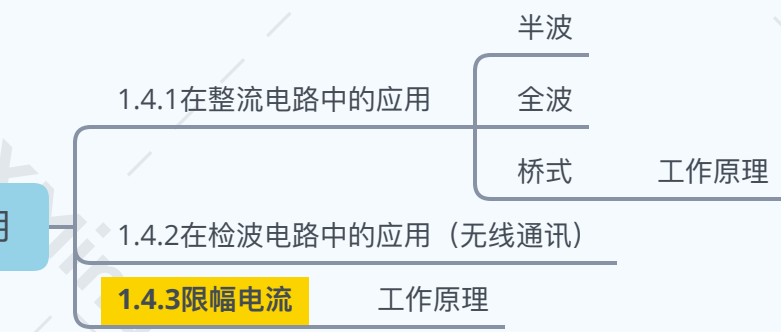 半波
1.4.1在整流电路中的应用
全波
桥式
工作原理
用
1.4.2在检波电路中的应用（无线通讯）
1.4.3限幅电流
工作原理